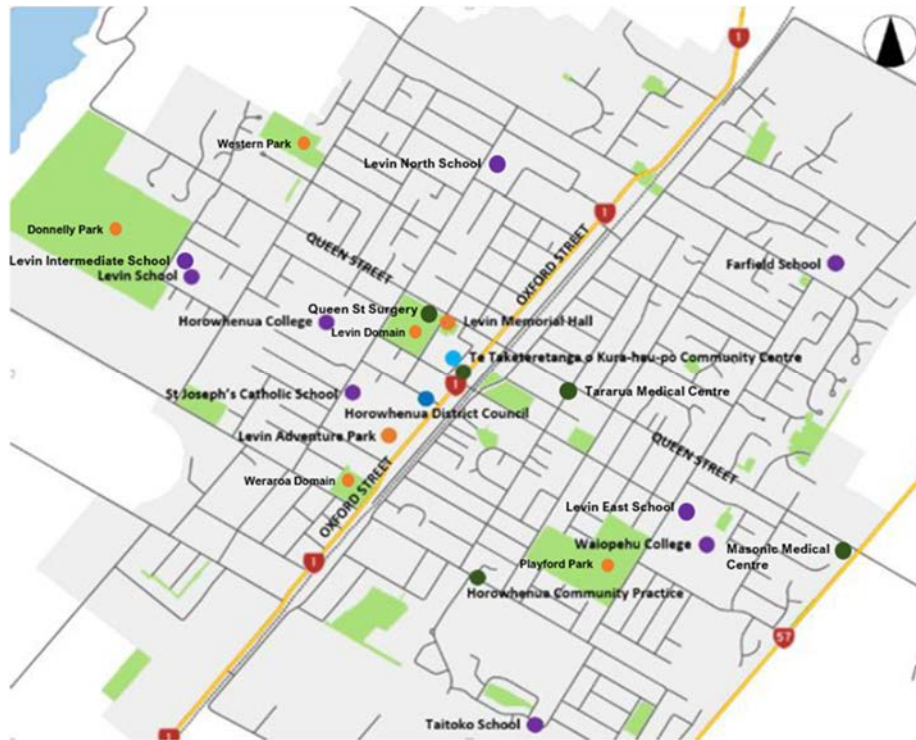 1
Western Park
Levin North School
1
Donnelly Park
QUEEN STREET
OXFORD STREET
Levin Intermediate School
Farfield School
Levin School
Queen St Surgery
Horowhenua College
Levin Memorial Hall
Levin Domain
Te Taketeretanga o Kura-hau-pō Community Centre
1
St Joseph's Catholic School
Tararua Medical Centre
Horowhenua District Council
Levin Adventure Park
QUEEN STREET
Weraroa Domain
OXFORD STREET
Levin East School
Waiopehu College
Masonic Medical
Centre
1
Playford Park
Horowhenua Community Practice
57
Taitoko School
1